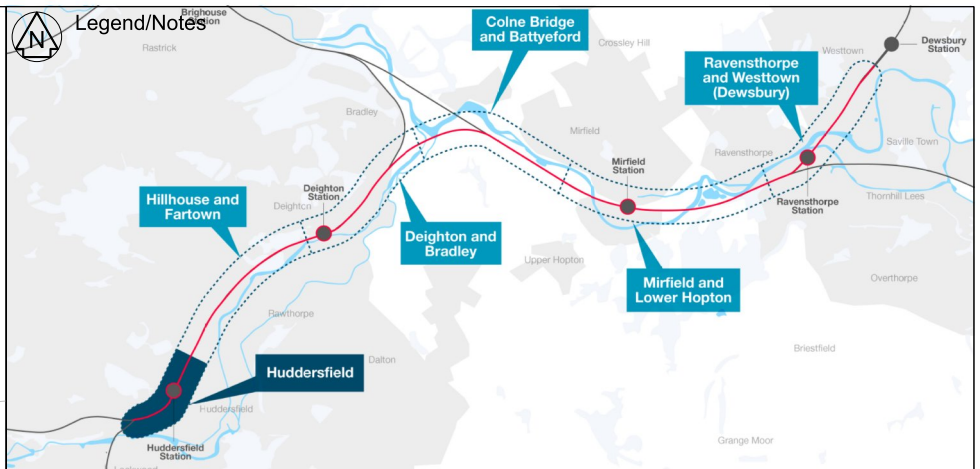 N
Legend/Notes
Brighouse
Station
Rastrick
Colne Bridge
and Battyeford
Crossley Hill
Dewsbury
Station
Westtown
Ravensthorpe
and Westtown
(Dewsbury)
Bradley
Mirfield
Ravensthorpe
Saville Town
Mirfield
Station
Deighton
Station
Deighton
Hillhouse and
Fartown
Ravensthorpe
Station
Thornhill Lees
Deighton and
Bradley
Upper Hopton
Mirfield and
Lower Hopton
Overthorpe
Rawthorpe
Briestfield
Dalton
Huddersfield
Huddersfield
Grange Moor
Huddersfield
Station
Lockwood